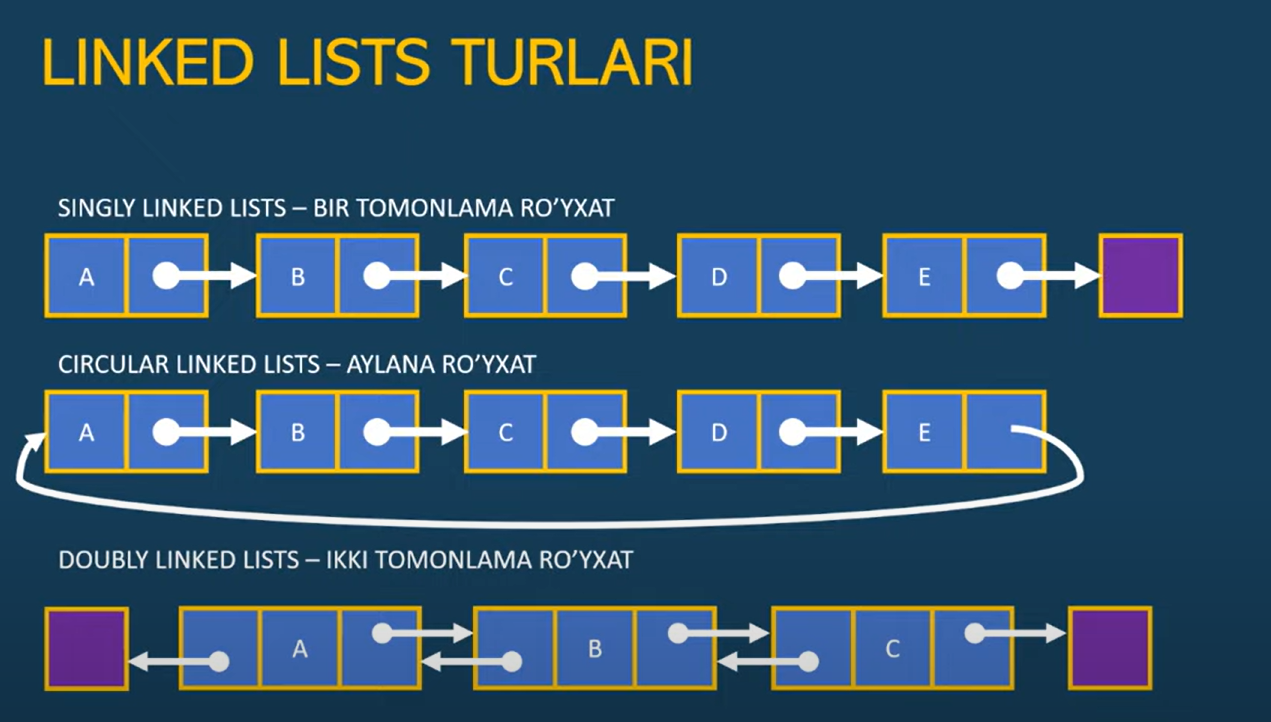 LINKED LISTS TURLARI
SINGLY LINKED LISTS – BIR TOMONLAMA RO’YXAT
A B C D E
CIRCULAR LINKED LISTS – AYLANA RO’YXAT
A B C D E
DOUBLY LINKED LISTS – IKKI TOMONLAMA RO’YXAT
A B C